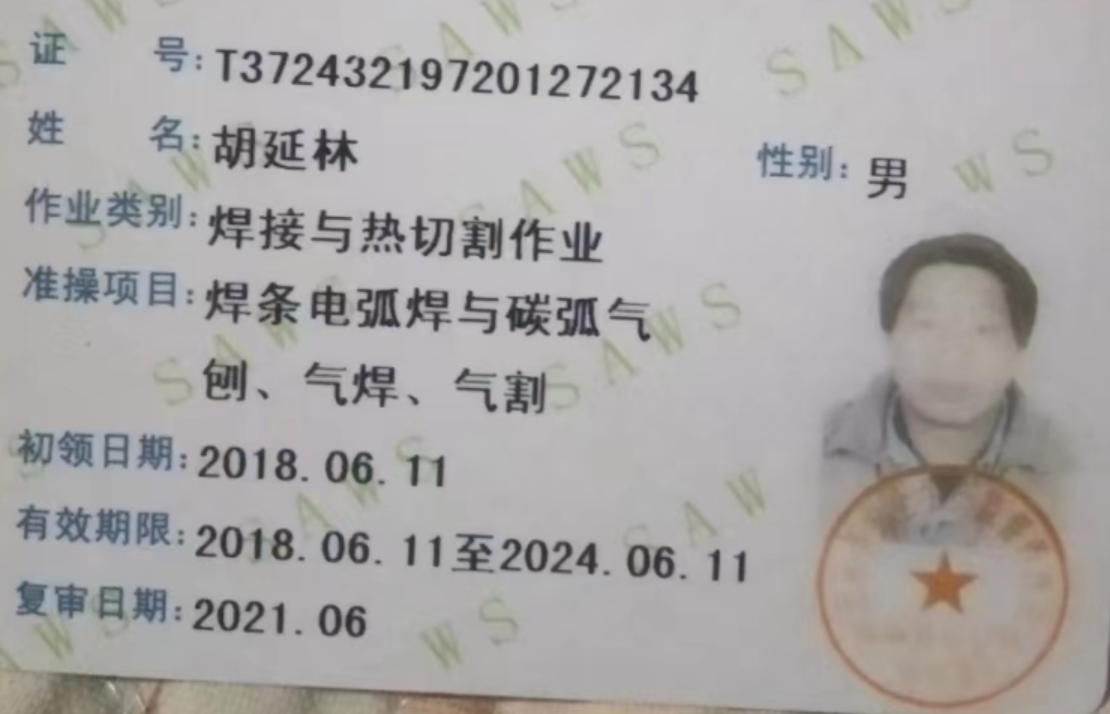 证号:T372432197201272134
姓名:胡延林
性别:男
作业类别:焊接与热切割作业
准操项目:焊条电弧焊与碳弧气
刨、气焊、气割
初领日期:2018.06.11
有效期限:2018.06.11至2024.06.11
复审日期:2021.06
SAWS